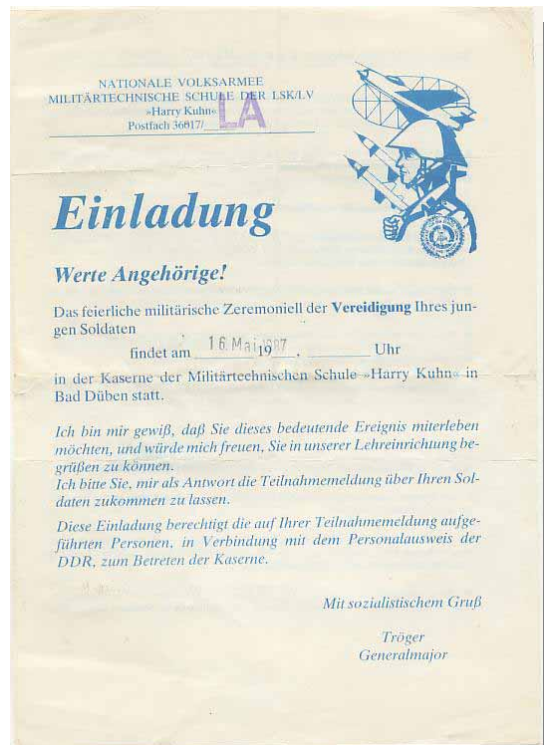 NATIONALE VOLKSARMEE
MILITÄRTECHNISCHE SCHULE DER LSK/LV
»Harry Kuhn«
Postfach 36017/ LA
Einladung
Werte Angehörige!
Das feierliche militärische Zeremoniell der Vereidigung Ihres jun-
gen Soldaten
findet am 16. Mai 1987, Uhr
in der Kaserne der Militärtechnischen Schule »Harry Kuhn« in
Bad Düben statt.
Ich bin mir gewiß, daß Sie dieses bedeutende Ereignis miterleben
möchten, und würde mich freuen, Sie in unserer Lehreinrichtung be-
grüßen zu können.
Ich bitte Sie, mir als Antwort die Teilnahmemeldung über Ihren Sol-
daten zukommen zu lassen.
Diese Einladung berechtigt die auf Ihrer Teilnahmemeldung aufge-
führten Personen, in Verbindung mit dem Personalausweis der
DDR, zum Betreten der Kaserne.
Mit sozialistischem Gruß
Tröger
Generalmajor